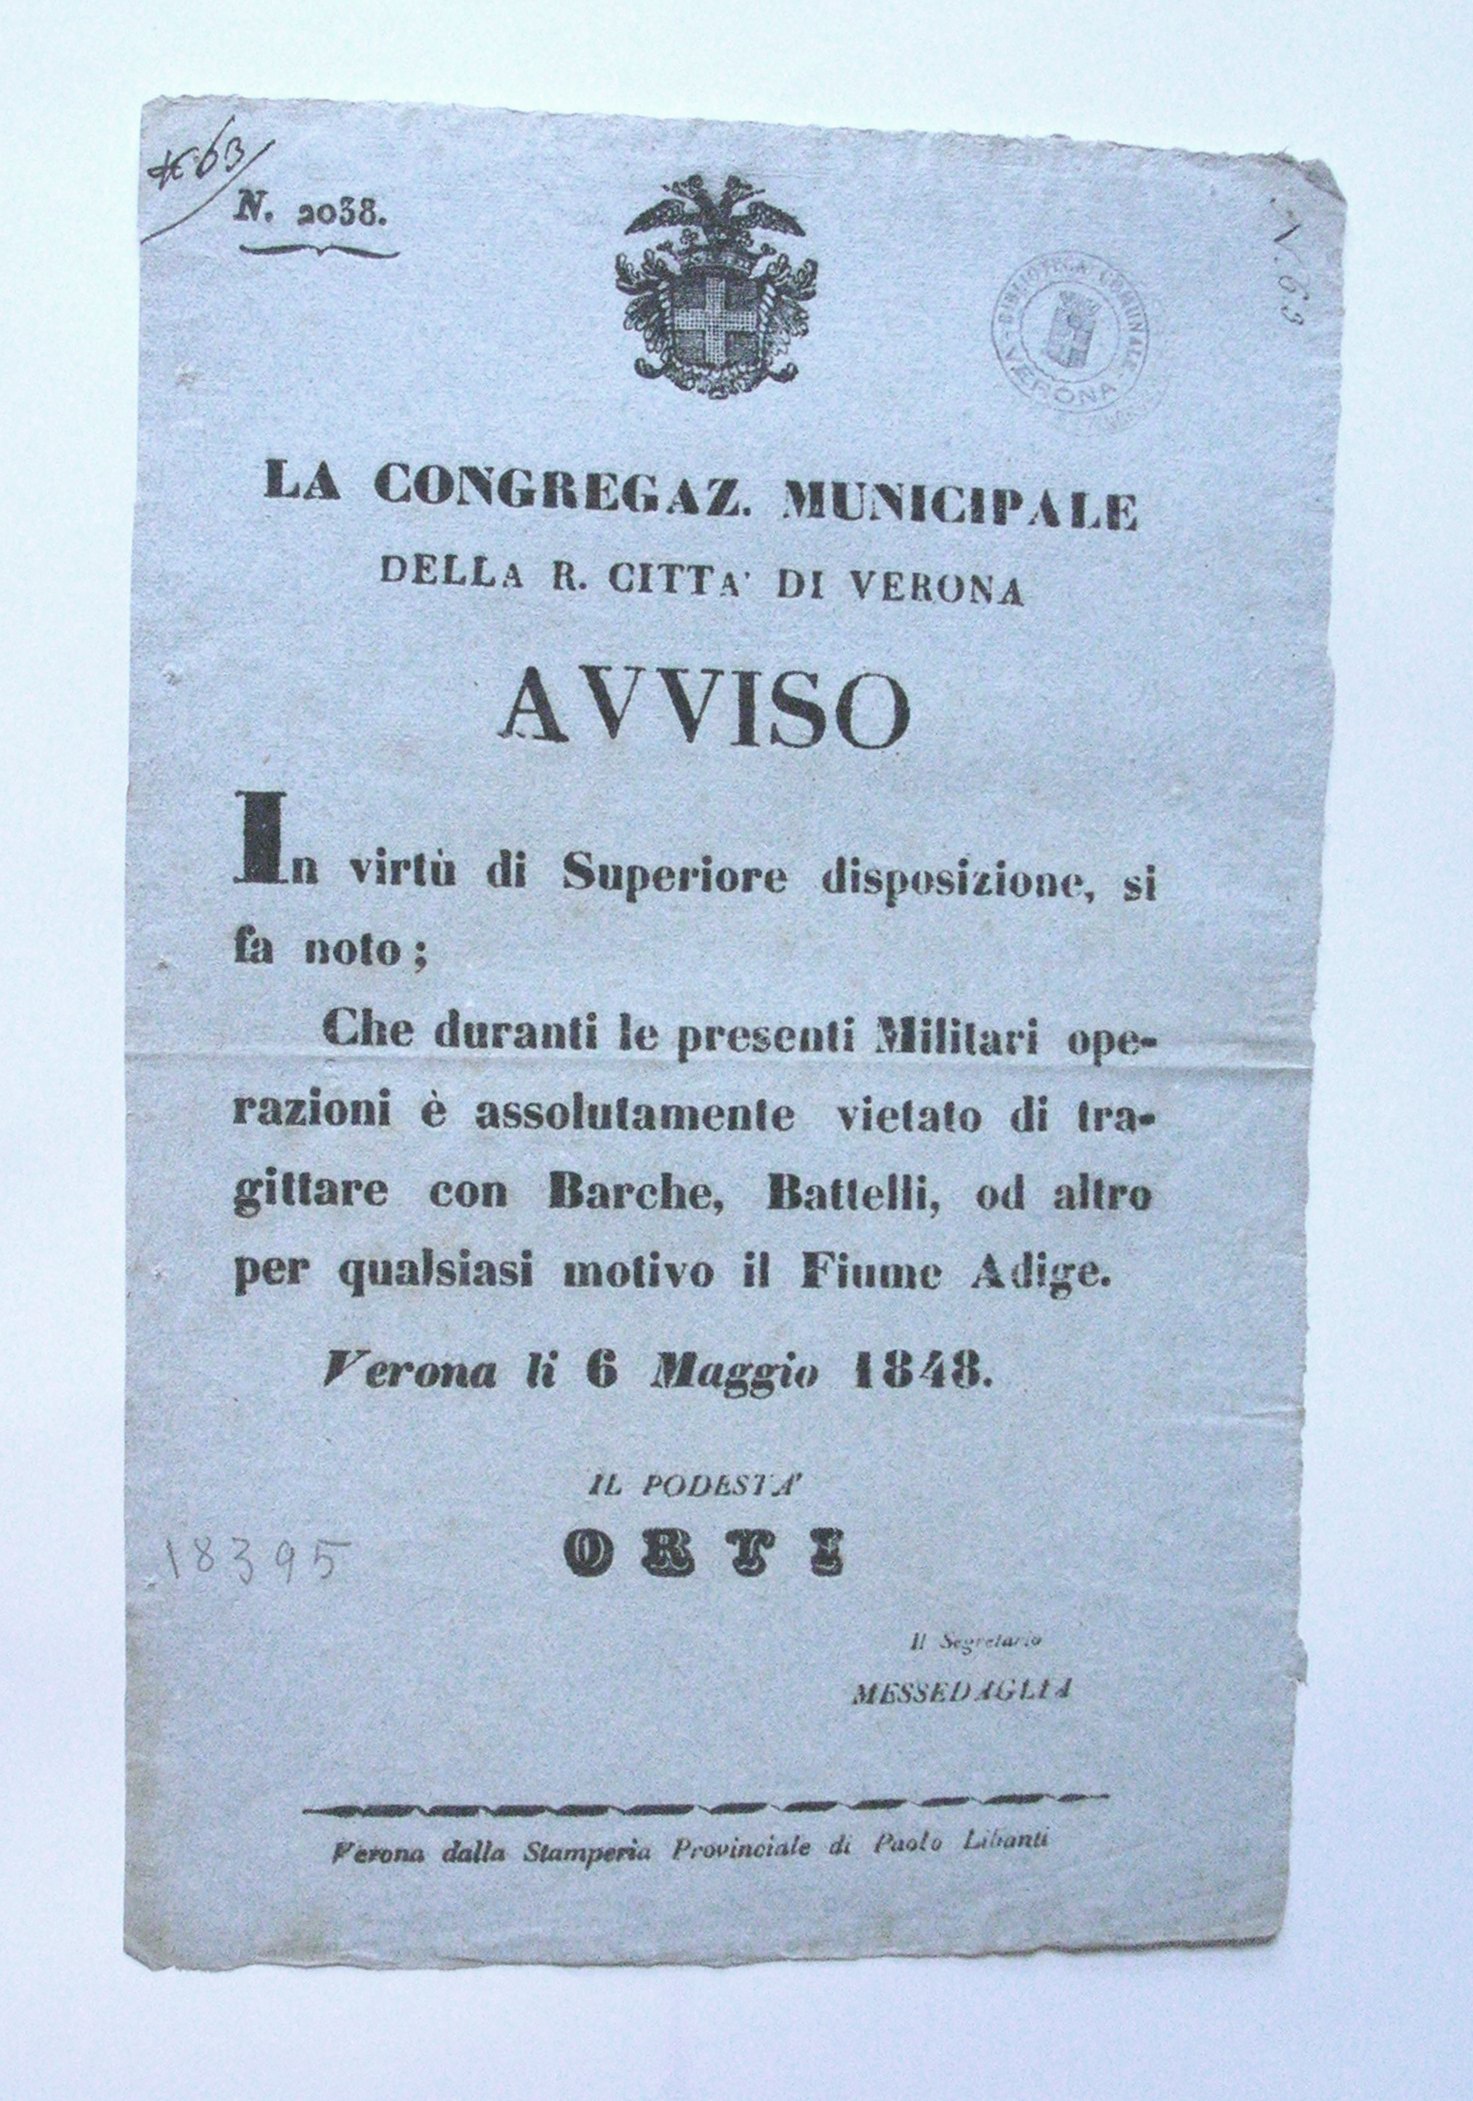 *63
N. 2038.
N. 63
BIBLIOTECA COMUNALE
VERONA
LA CONGREGAZ. MUNICIPALE
DELLA R. CITTA' DI VERONA
AVVISO
In virtù di Superiore disposizione, si
fa noto;
Che duranti le presenti Militari ope-
razioni è assolutamente vietato di tra-
gittare con Barche, Battelli, od altro
per qualsiasi motivo il Fiume Adige.
Verona li 6 Maggio 1848.
IL PODESTA'
ORTI
18395
Il Segretario
MESSEDAGLIA
Verona dalla Stamperia Provinciale di Paolo Libanti